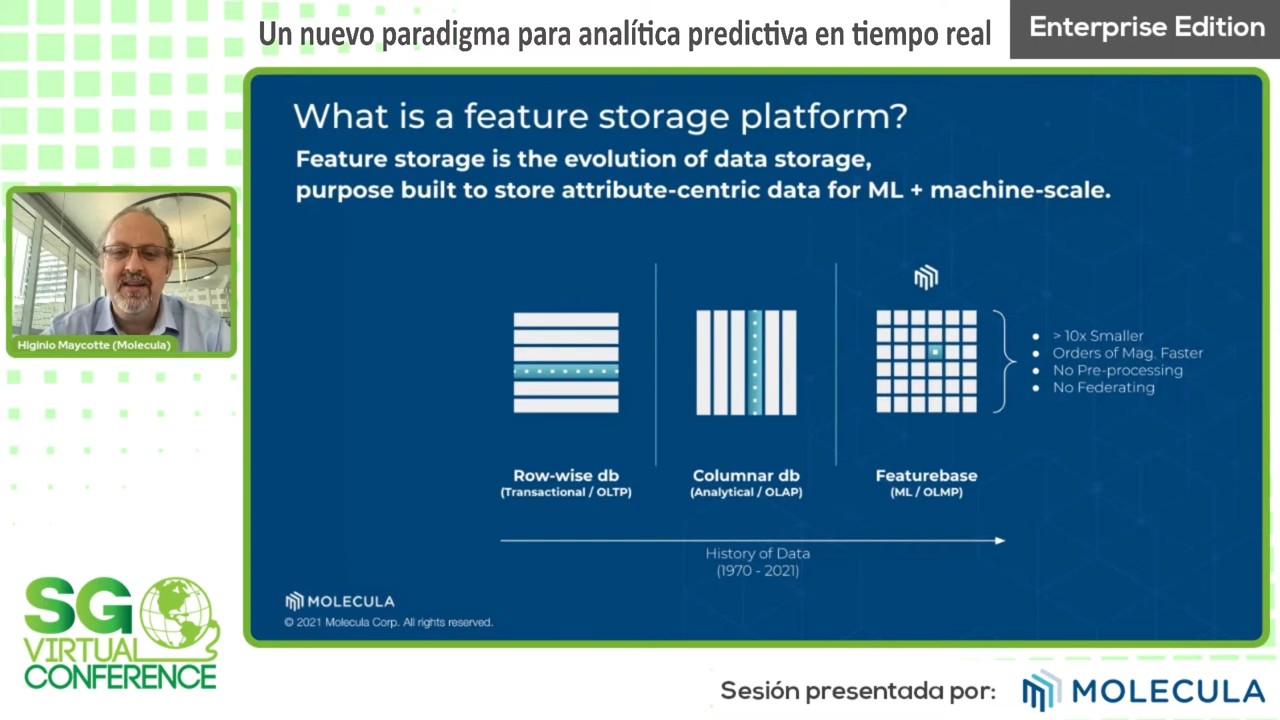 Un nuevo paradigma para analítica predictiva en tiempo real
Enterprise Edition
What is a feature storage platform?
Feature storage is the evolution of data storage,
purpose built to store attribute-centric data for ML + machine-scale.
Higinio Maycotte (Molecula)
> 10x Smaller
Orders of Mag. Faster
No Pre-processing
No Federating
Row-wise db
(Transactional / OLTP)
Columnar db
(Analytical / OLAP)
Featurebase
(ML / OLMP)
History of Data
(1970 - 2021)
MOLECULA
© 2021 Molecula Corp. All rights reserved.
SG
VIRTUAL
CONFERENCE
Sesión presentada por:
MOLECULA